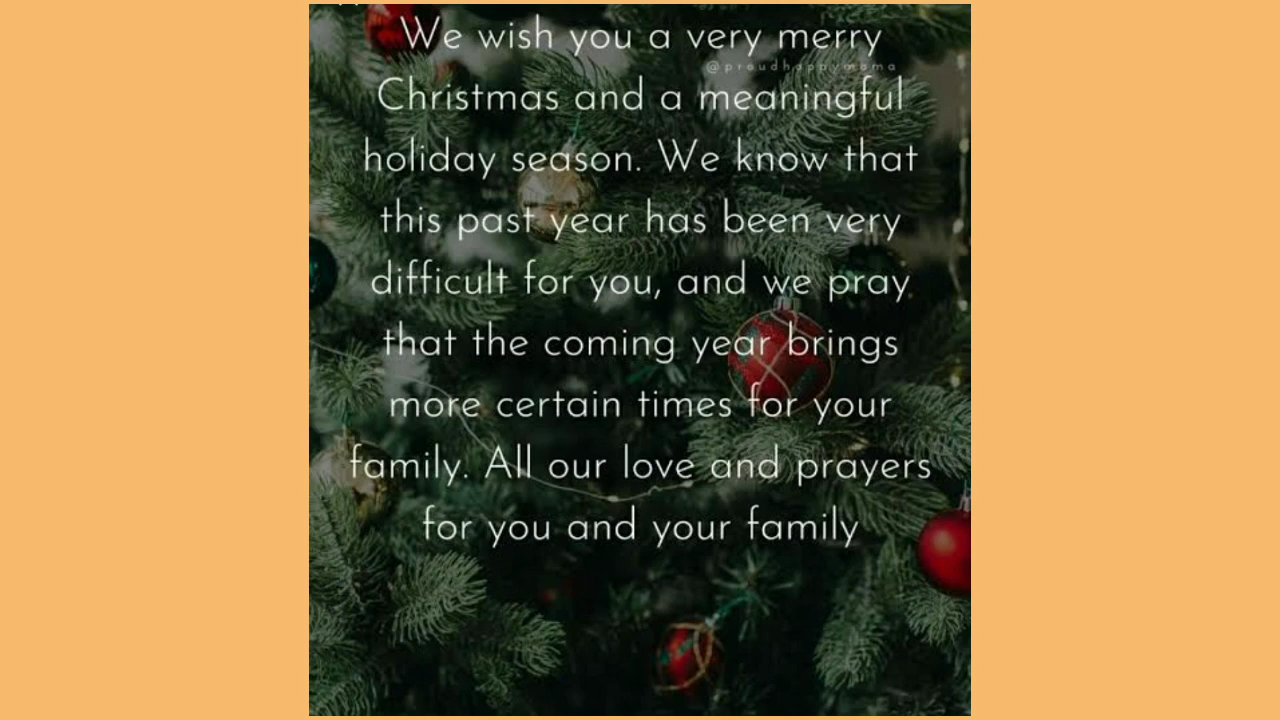 We wish you a very merry
@proudhappymama
Christmas and a meaningful
holiday season. We know that
this past year has been very
difficult for you, and we pray
that the coming year brings
more certain times for your
family. All our love and prayers
for you and your family